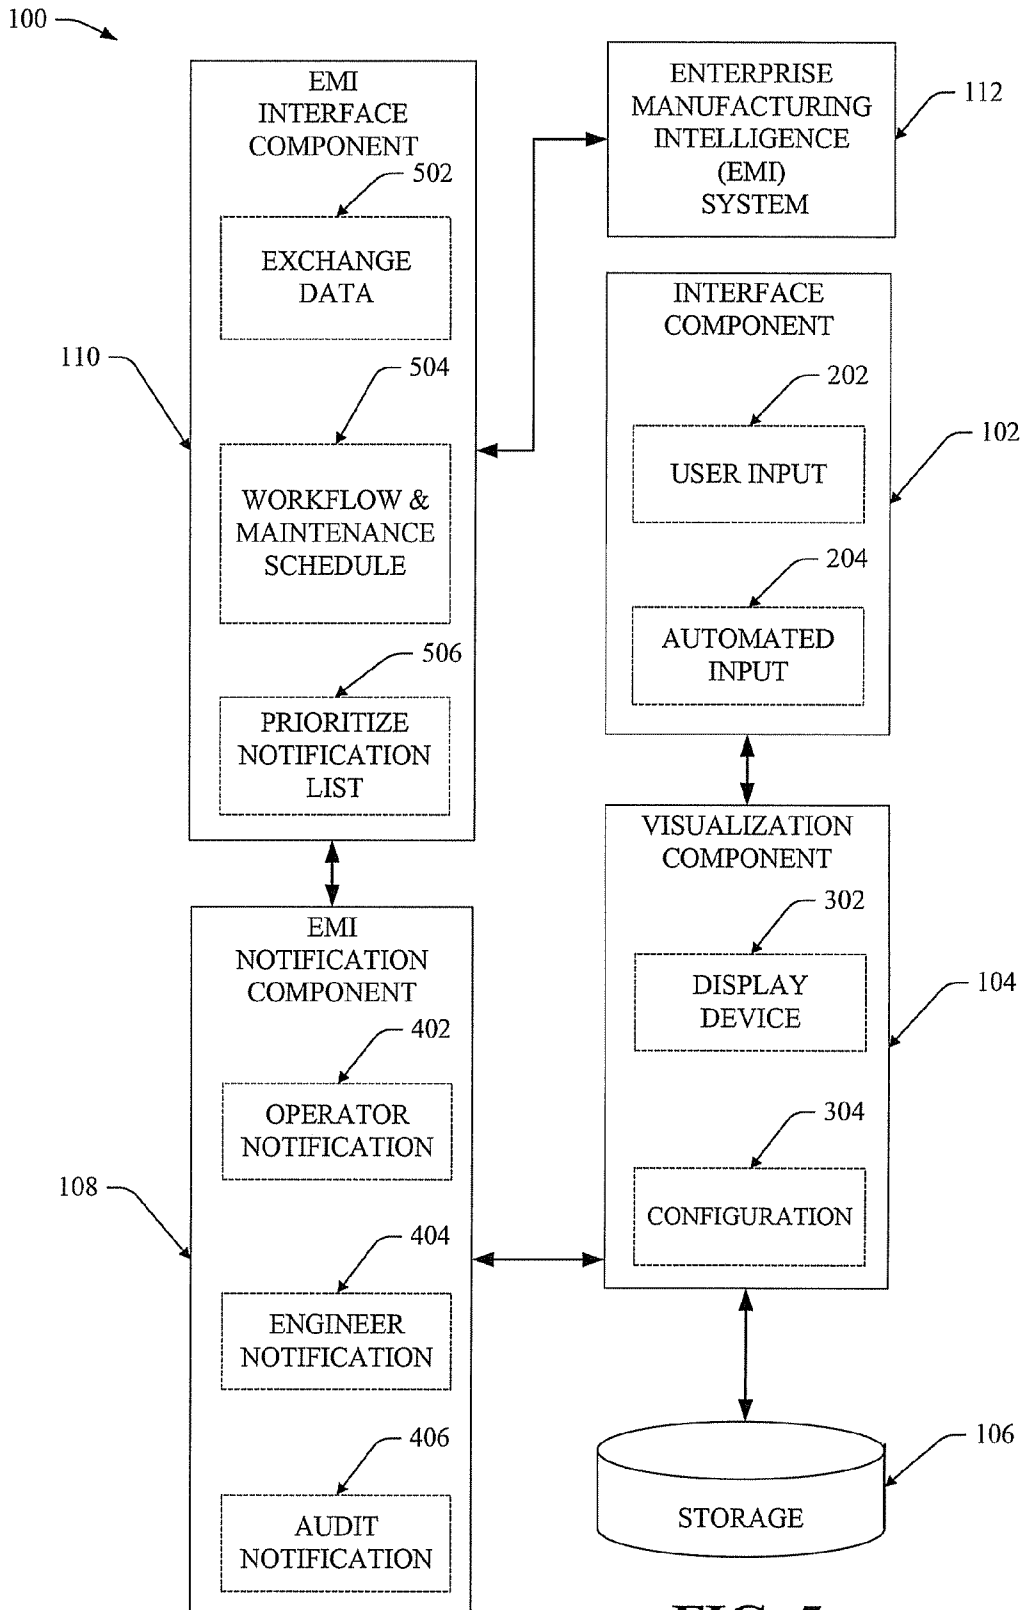 100
EMI
INTERFACE
COMPONENT
502
EXCHANGE
DATA
110
504
WORKFLOW &
MAINTENANCE
SCHEDULE
506
PRIORITIZE
NOTIFICATION
LIST
ENTERPRISE
MANUFACTURING
INTELLIGENCE
(EMI)
SYSTEM
112
INTERFACE
COMPONENT
202
USER INPUT
102
204
AUTOMATED
INPUT
VISUALIZATION
COMPONENT
302
DISPLAY
DEVICE
104
304
CONFIGURATION
EMI
NOTIFICATION
COMPONENT
402
OPERATOR
NOTIFICATION
108
404
ENGINEER
NOTIFICATION
406
AUDIT
NOTIFICATION
106
STORAGE